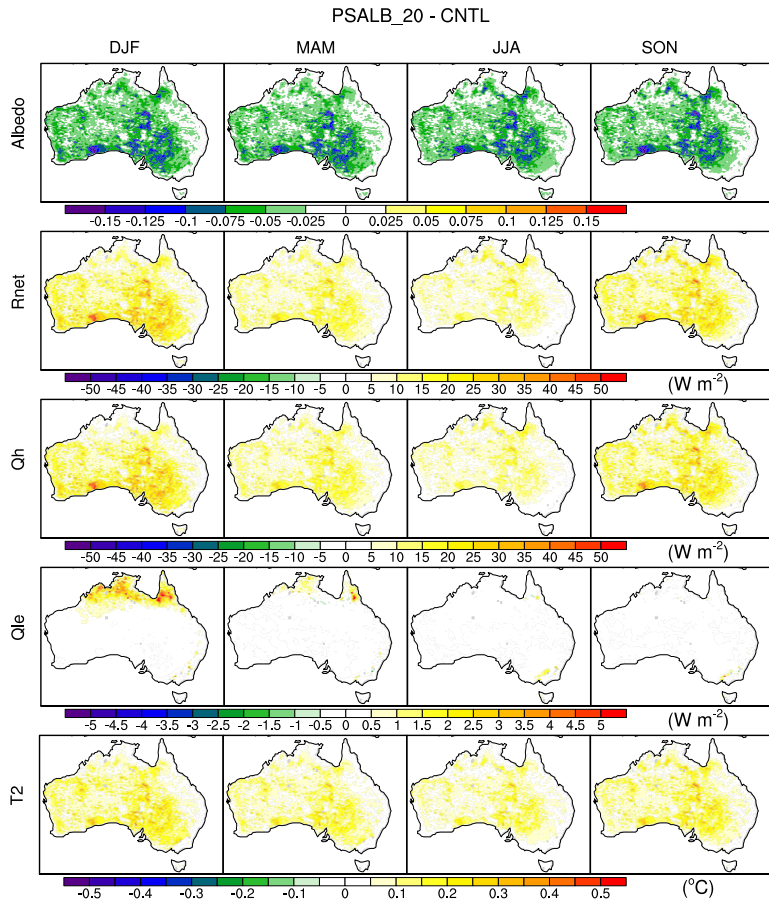 PSALB_20 - CNTL
DJF MAM JJA SON
Albedo
-0.15 -0.125 -0.1 -0.075 -0.05 -0.025 0 0.025 0.05 0.075 0.1 0.125 0.15
Rnet
-50 -45 -40 -35 -30 -25 -20 -15 -10 -5 0 5 10 15 20 25 30 35 40 45 50 (W m-2)
Qh
-50 -45 -40 -35 -30 -25 -20 -15 -10 -5 0 5 10 15 20 25 30 35 40 45 50 (W m-2)
Qle
-5 -4.5 -4 -3.5 -3 -2.5 -2 -1.5 -1 -0.5 0 0.5 1 1.5 2 2.5 3 3.5 4 4.5 5 (W m-2)
T2
-0.5 -0.4 -0.3 -0.2 -0.1 0 0.1 0.2 0.3 0.4 0.5 (oC)